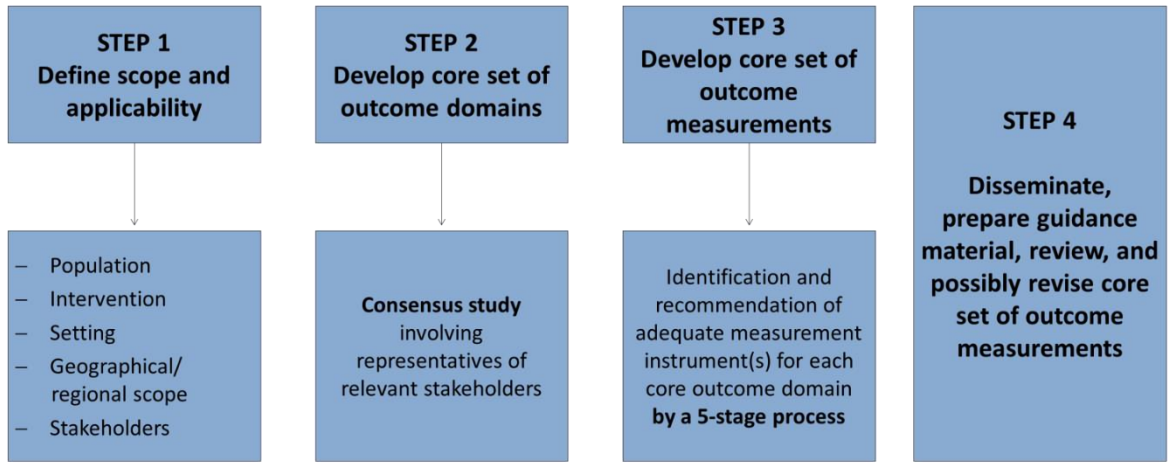 STEP 1
Define scope and
applicability
– Population
– Intervention
– Setting
– Geographical/
regional scope
– Stakeholders
STEP 2
Develop core set of
outcome domains
Consensus study
involving
representatives of
relevant stakeholders
STEP 3
Develop core set of
outcome
measurements
Identification and
recommendation of
adequate measurement
instrument(s) for each
core outcome domain
by a 5-stage process
STEP 4
Disseminate,
prepare guidance
material, review, and
possibly revise core
set of outcome
measurements